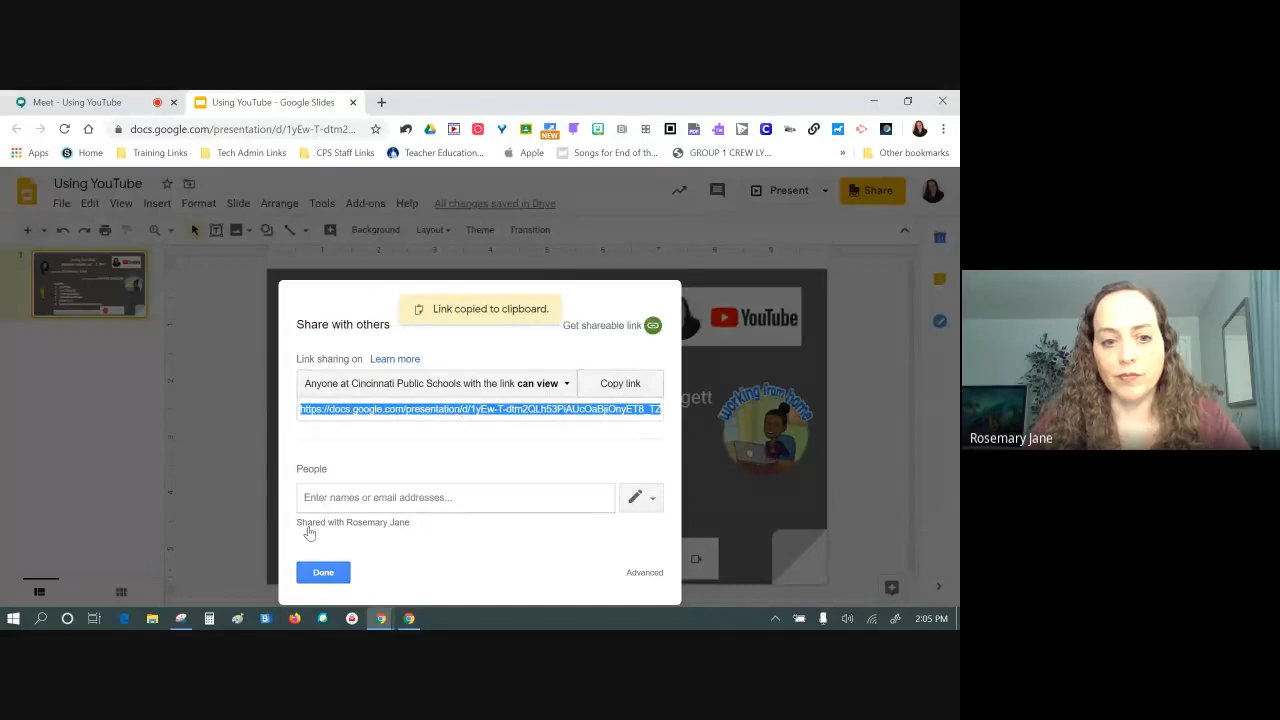 Meet - Using YouTube
Using YouTube - Google Slides
docs.google.com/presentation/d/1yEw-T-dtm2...
NEW
Apps
Home
Training Links
Tech Admin Links
CPS Staff Links
Teacher Education...
Apple
Songs for End of th...
GROUP 1 CREW LY...
»
Other bookmarks
Using YouTube
File Edit View Insert Format Slide Arrange Tools Add-ons Help All changes saved in Drive
Present
Share
Background Layout Theme Transition
1
Link copied to clipboard.
Share with others
Get shareable link
Link sharing on Learn more
Anyone at Cincinnati Public Schools with the link can view
Copy link
https://docs.google.com/presentation/d/1yEw-T-dtm2QLh53PiAUcOaBjiOnyET8_TZ
People
Enter names or email addresses...
Shared with Rosemary Jane
Done
Advanced
YouTube
gett
working from home
Rosemary Jane
2:05 PM